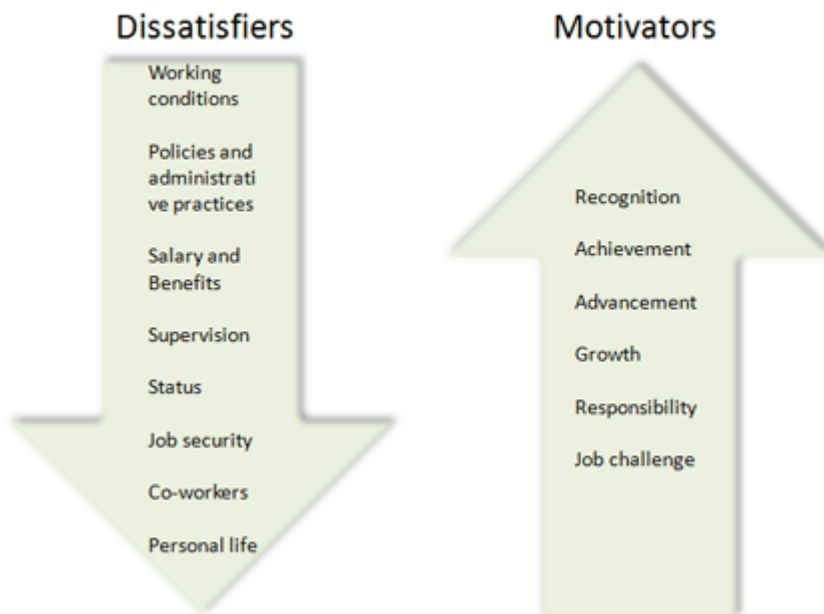 Dissatisfiers
Working
conditions
Policies and
administrati
ve practices
Salary and
Benefits
Supervision
Status
Job security
Co-workers
Personal life
Motivators
Recognition
Achievement
Advancement
Growth
Responsibility
Job challenge